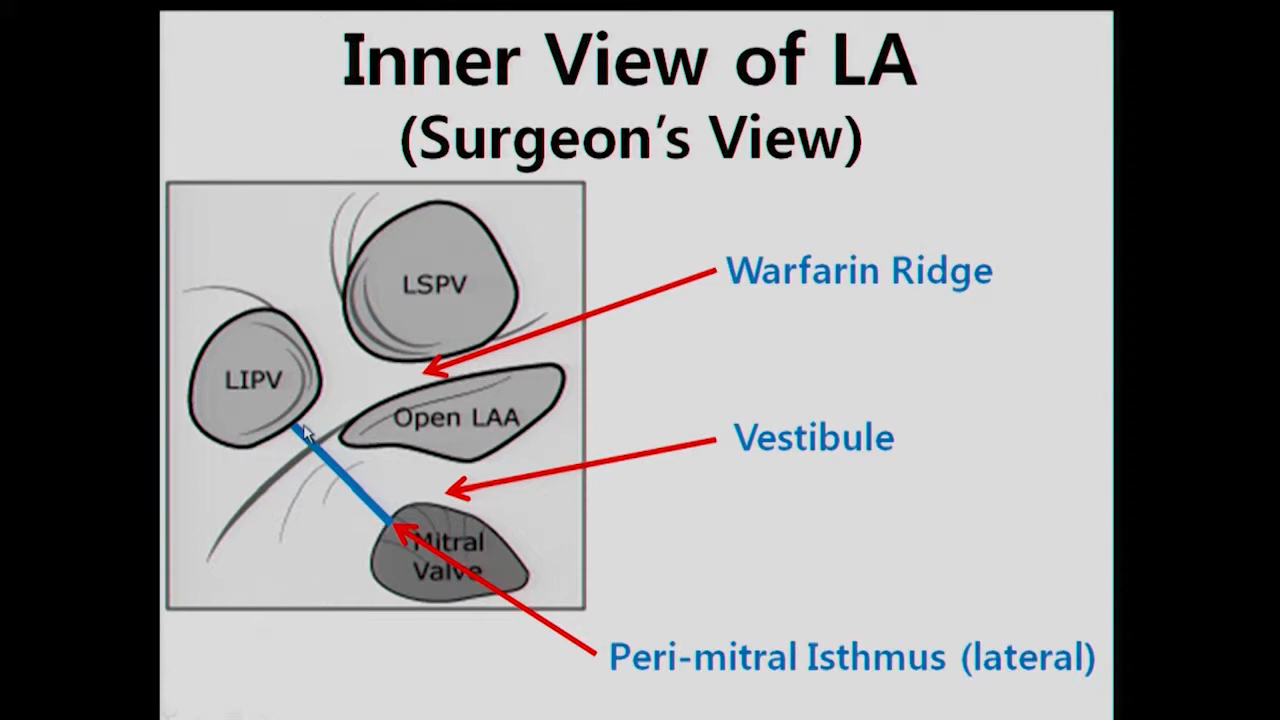 Inner View of LA
(Surgeon's View)
LSPV
Warfarin Ridge
LIPV
Open LAA
Vestibule
Mitral
Valve
Peri-mitral Isthmus (lateral)